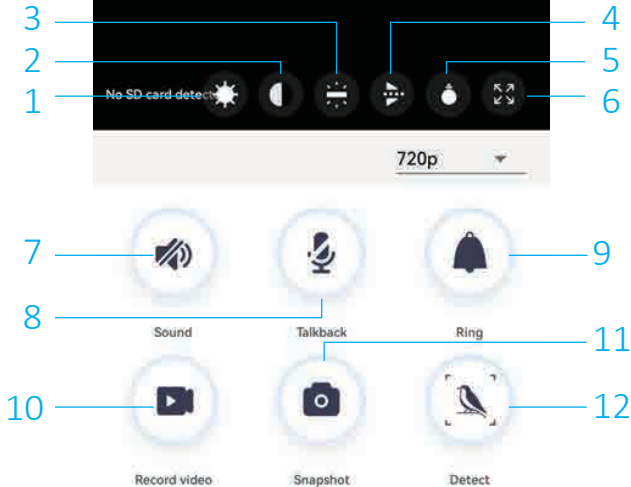 3 4
2 5
1 No SD card detect 6
720p
7 9
8
Sound Talkback Ring
11
10 12
Record video Snapshot Detect